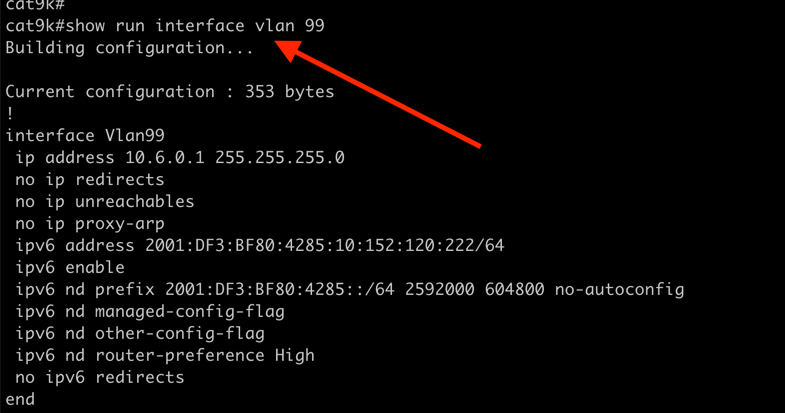 cat9k#
cat9k#show run interface vlan 99
Building configuration...
Current configuration : 353 bytes
!
interface Vlan99
ip address 10.6.0.1 255.255.255.0
no ip redirects
no ip unreachables
no ip proxy-arp
ipv6 address 2001:DF3:BF80:4285:10:152:120:222/64
ipv6 enable
ipv6 nd prefix 2001:DF3:BF80:4285::/64 2592000 604800 no-autoconfig
ipv6 nd managed-config-flag
ipv6 nd other-config-flag
ipv6 nd router-preference High
no ipv6 redirects
end